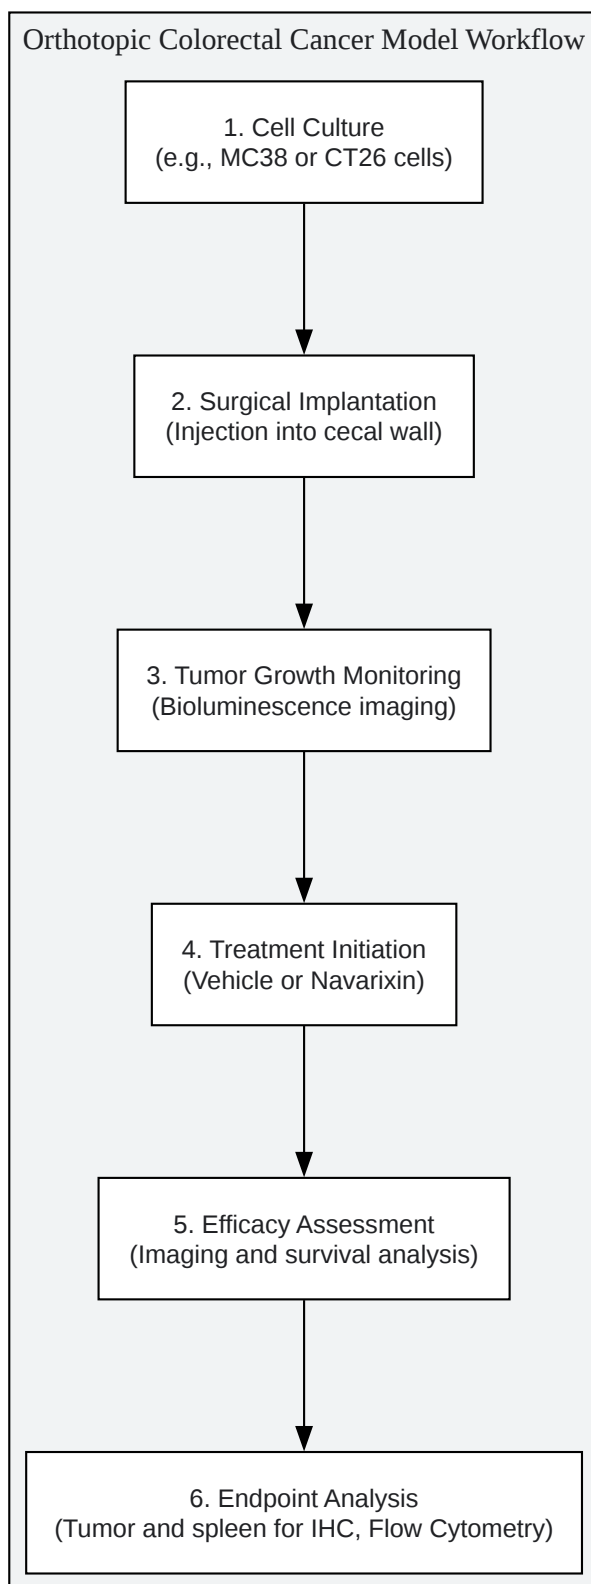 Orthotopic Colorectal Cancer Model Workflow
1. Cell Culture
(e.g., MC38 or CT26 cells)
2. Surgical Implantation
(Injection into cecal wall)
3. Tumor Growth Monitoring
(Bioluminescence imaging)
4. Treatment Initiation
(Vehicle or Navarixin)
5. Efficacy Assessment
(Imaging and survival analysis)
6. Endpoint Analysis
(Tumor and spleen for IHC, Flow Cytometry)